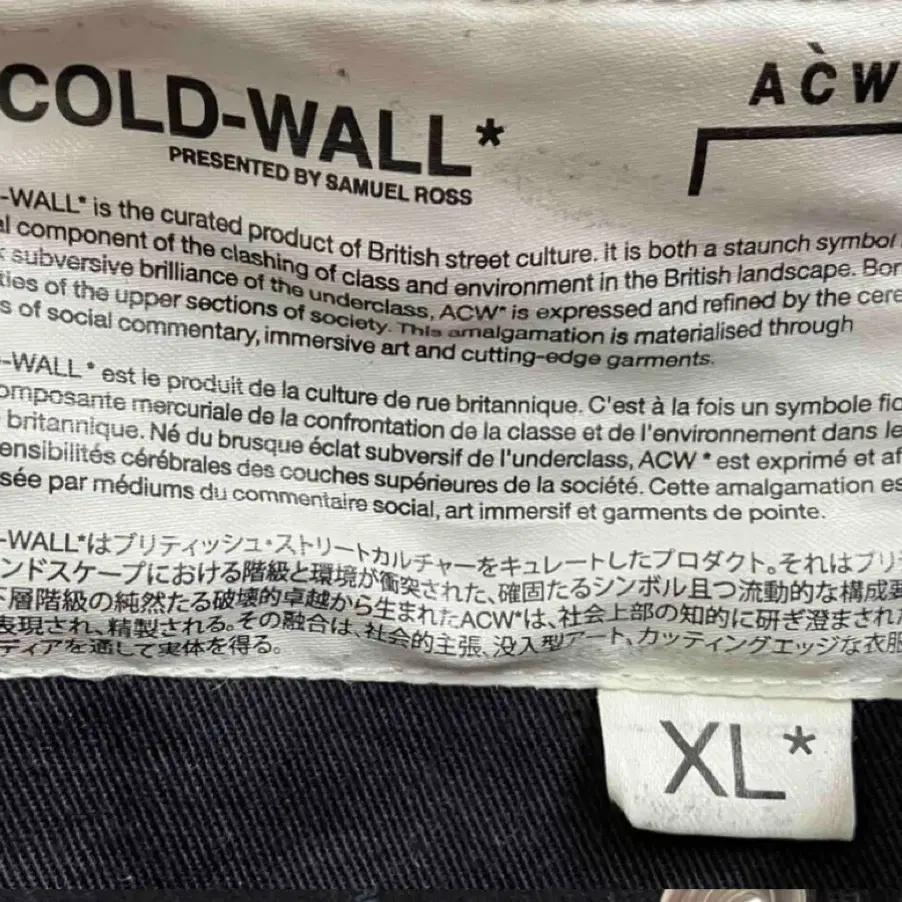 COLD-WALL*
PRESENTED BY SAMUEL ROSS
ÀCW
-WALL* is the curated product of British street culture. it is both a staunch symbol
al component of the clashing of class and environment in the British landscape. Bor
subversive brilliance of the underclass, ACW* is expressed and refined by the cere
ties of the upper sections of society. This amalgamation is materialised through
s of social commentary, immersive art and cutting-edge garments.
-WALL * est le produit de la culture de rue britannique. C'est à la fois un symbole fic
omposante mercuriale de la confrontation de la classe et de l'environnement dans le
britannique. Né du brusque éclat subversif de l'underclass, ACW * est exprimé et af
ensibilités cérébrales des couches supérieures de la société. Cette amalgamation es
sée par médiums du commentaire social, art immersif et garments de pointe.
-WALL*はブリティッシュ・ストリートカルチャーをキュレートしたプロダクト。それはブリテ
ンドスケープにおける階級と環境が衝突された、確固たるシンボル且つ流動的な構成要
下層階級の純然たる破壊的卓越から生まれたACW*は、社会上部の知的に研ぎ澄まされた
表現され、精製される。その融合は、社会的主張、没入型アート、カッティングエッジな衣服
ディアを通して実体を得る。
XL*